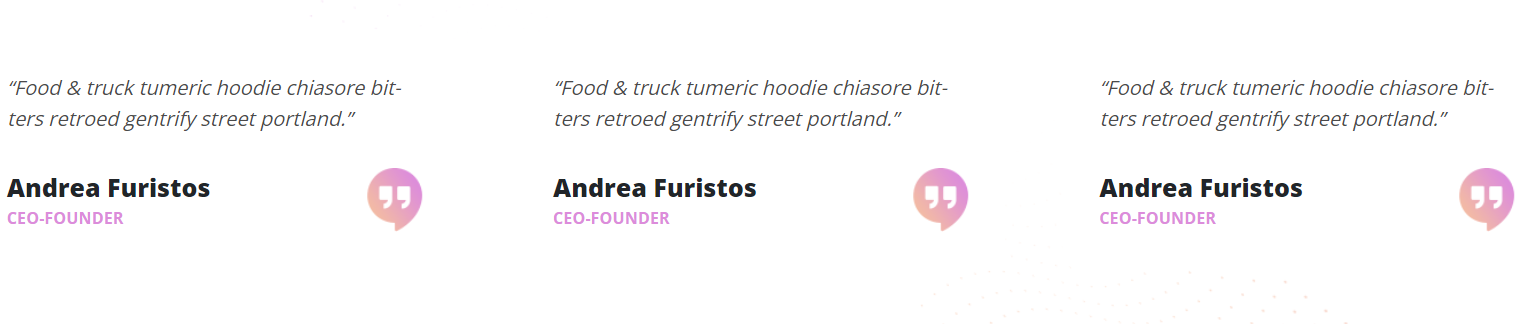 “Food & truck tumeric hoodie chiasore bit-
ters retroed gentrify street portland.”
Andrea Furistos
CEO-FOUNDER
“Food & truck tumeric hoodie chiasore bit-
ters retroed gentrify street portland.”
Andrea Furistos
CEO-FOUNDER
“Food & truck tumeric hoodie chiasore bit-
ters retroed gentrify street portland.”
Andrea Furistos
CEO-FOUNDER